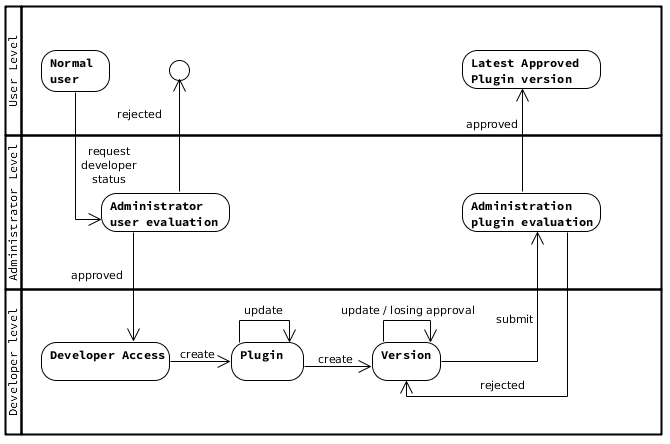 User Level
Normal
user
rejected
Latest Approved
Plugin version
approved
request
developer
status
Administrator Level
Administrator
user evaluation
Administration
plugin evaluation
approved
Developer level
update
update / losing approval
submit
Developer Access
create
Plugin
create
Version
rejected